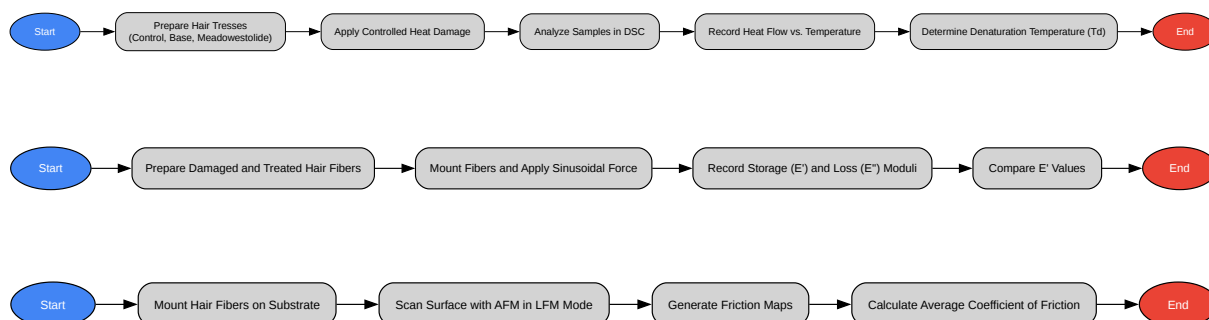 Start
Prepare Hair Tresses
(Control, Base, Meadowestolide)
Apply Controlled Heat Damage
Analyze Samples in DSC
Record Heat Flow vs. Temperature
Determine Denaturation Temperature (Td)
End
Start
Prepare Damaged and Treated Hair Fibers
Mount Fibers and Apply Sinusoidal Force
Record Storage (E') and Loss (E") Moduli
Compare E' Values
End
Start
Mount Hair Fibers on Substrate
Scan Surface with AFM in LFM Mode
Generate Friction Maps
Calculate Average Coefficient of Friction
End